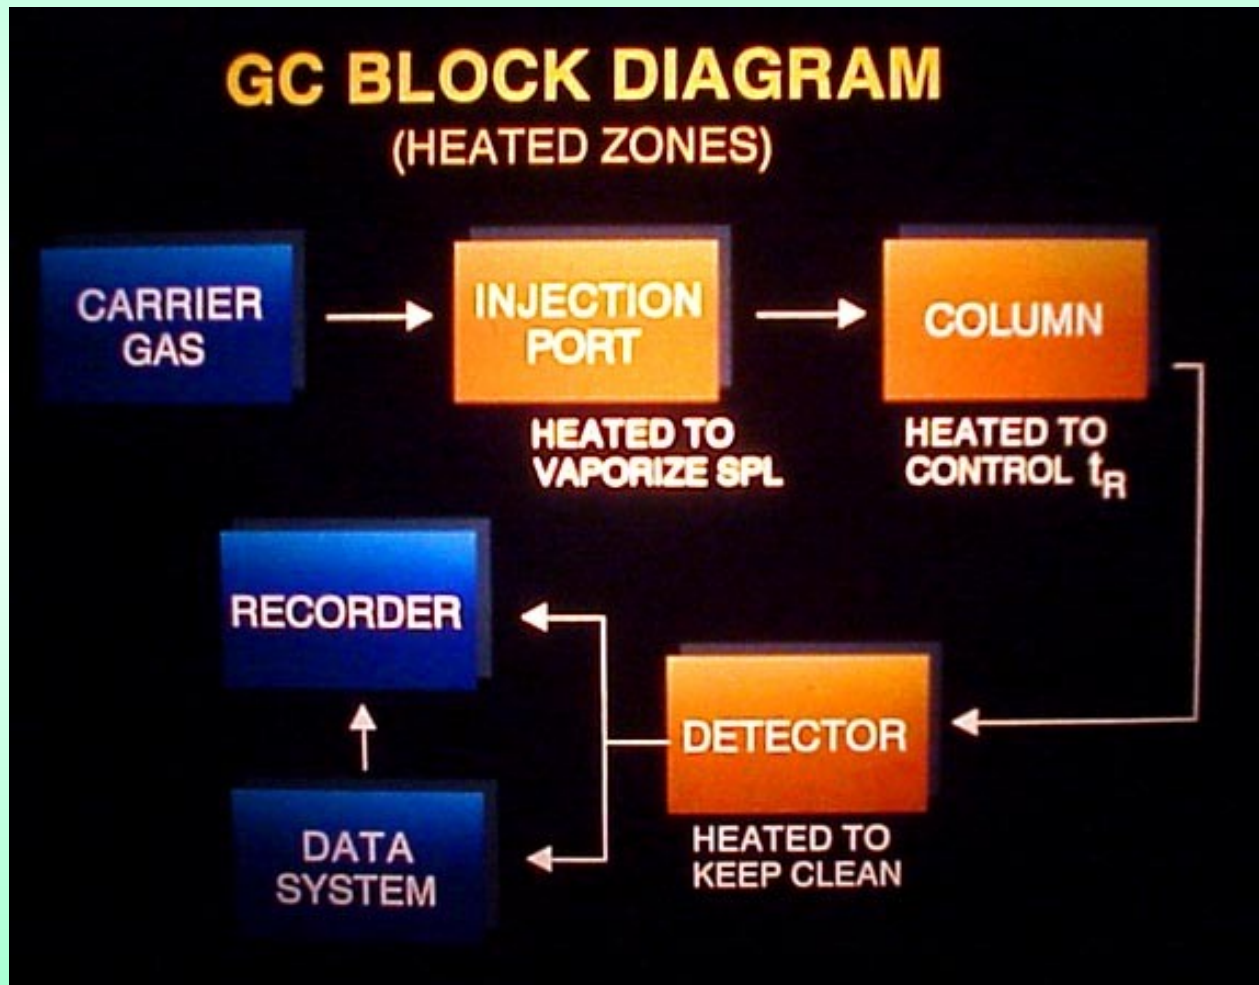 GC BLOCK DIAGRAM
(HEATED ZONES)
CARRIER
GAS
INJECTION
PORT
HEATED TO
VAPORIZE SPL
COLUMN
HEATED TO
CONTROL tR
RECORDER
DETECTOR
HEATED TO
KEEP CLEAN
DATA
SYSTEM